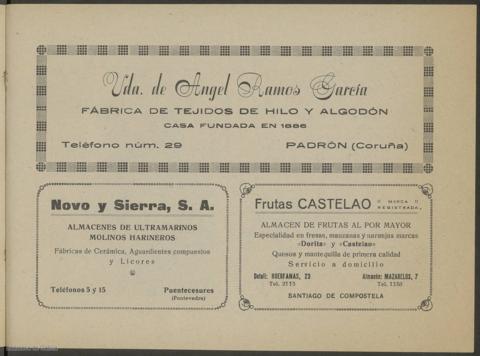 Vda. de Angel Ramos García
FÁBRICA DE TEJIDOS DE HILO Y ALGODÓN
CASA FUNDADA EN 1886
Teléfono núm. 29 PADRÓN (Coruña)
Novo y Sierra, S. A.
ALMACENES DE ULTRAMARINOS
MOLINOS HARINEROS
Fábricas de Cerámica, Aguardientes compuestos
y Licores
Teléfonos 5 y 15 Puentecesures
(Pontevedra)
Frutas CASTELAO MARCA
REGISTRADA
ALMACEN DE FRUTAS AL POR MAYOR
Especialidad en fresas, manzanas y naranjas marcas
«Dorita» y «Castelao»
Quesos y mantequilla de primera calidad
Servicio a domicilio
Detall: HUERFANAS, 23 Almacén: MAZARELOS, 7
Tel. Tel.
SANTIAGO DE COMPOSTELA